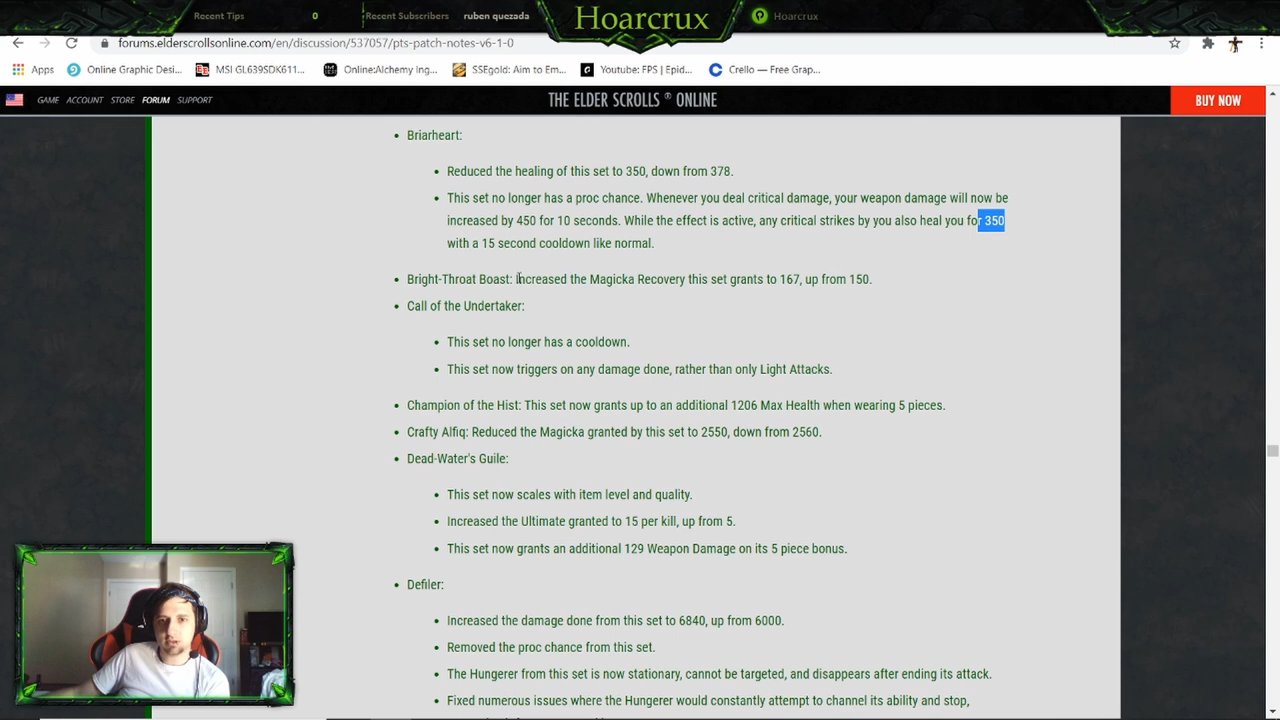 Recent Tips 0 Recent Subscribers ruben quezada Hoarcrux Hoarcrux
forums.elderscrollsonline.com/en/discussion/537057/pts-patch-notes-v6-1-0
Apps Online Graphic Desi... MSI GL639SDK611... Online:Alchemy Ing... SSEgold: Aim to Em... Youtube: FPS | Epid... Crello — Free Grap...
GAME ACCOUNT STORE FORUM SUPPORT THE ELDER SCROLLS ® ONLINE BUY NOW
• Briarheart:
• Reduced the healing of this set to 350, down from 378.
• This set no longer has a proc chance. Whenever you deal critical damage, your weapon damage will now be
increased by 450 for 10 seconds. While the effect is active, any critical strikes by you also heal you for 350
with a 15 second cooldown like normal.
• Bright-Throat Boast: Increased the Magicka Recovery this set grants to 167, up from 150.
• Call of the Undertaker:
• This set no longer has a cooldown.
• This set now triggers on any damage done, rather than only Light Attacks.
• Champion of the Hist: This set now grants up to an additional 1206 Max Health when wearing 5 pieces.
• Crafty Alfiq: Reduced the Magicka granted by this set to 2550, down from 2560.
• Dead-Water's Guile:
• This set now scales with item level and quality.
• Increased the Ultimate granted to 15 per kill, up from 5.
• This set now grants an additional 129 Weapon Damage on its 5 piece bonus.
• Defiler:
• Increased the damage done from this set to 6840, up from 6000.
• Removed the proc chance from this set.
• The Hungerer from this set is now stationary, cannot be targeted, and disappears after ending its attack.
• Fixed numerous issues where the Hungerer would constantly attempt to channel its ability and stop,